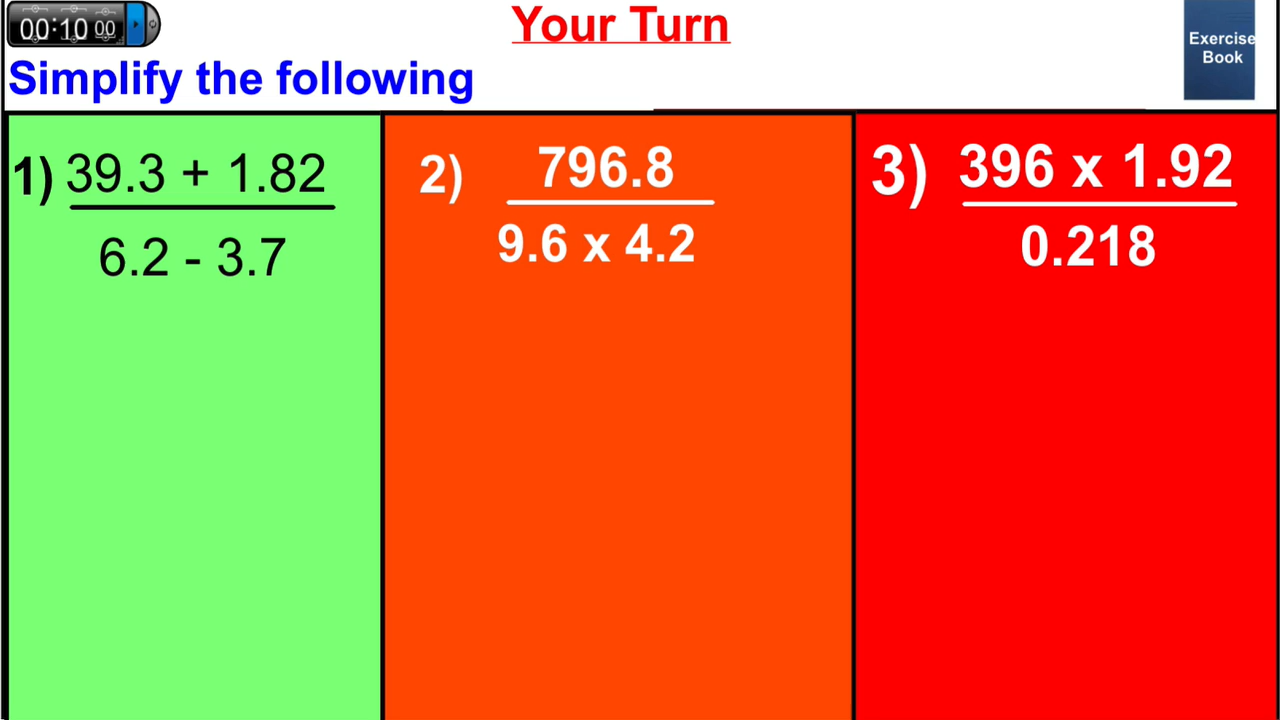 00:10 00
Your Turn
Exercise
Book
Simplify the following
1) 39.3 + 1.82
6.2 - 3.7
2) 796.8
9.6 x 4.2
3) 396 x 1.92
0.218